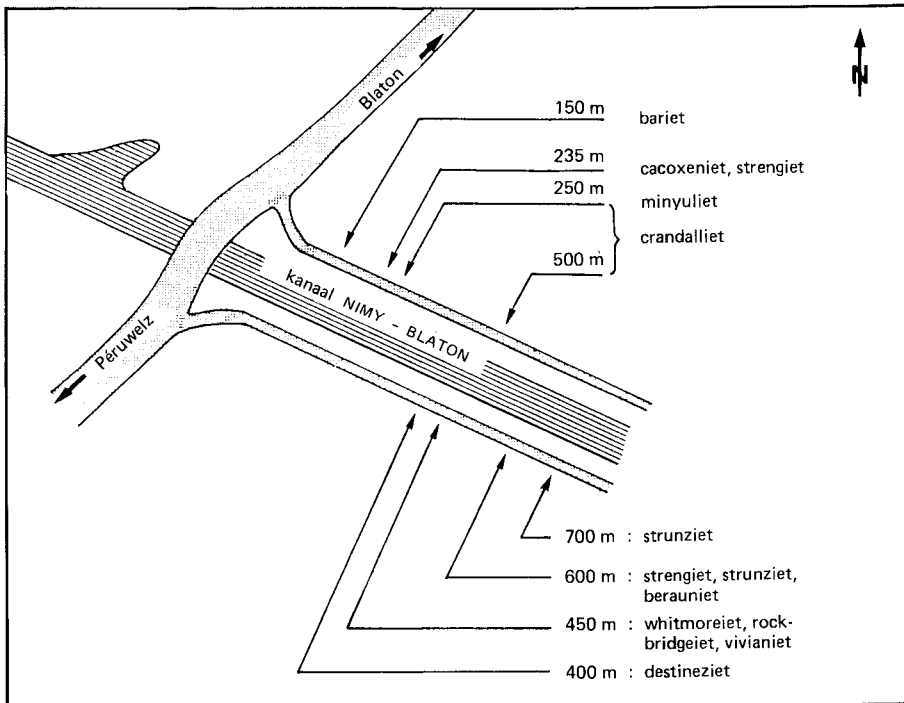 N
Blaton
150 m bariet
235 m cacoxeniet, strengiet
250 m minyuliet
crandalliet
500 m
kanaal NIMY - BLATON
Péruwelz
700 m : strunziet
600 m : strengiet, strunziet,
berauniet
450 m : whitmoreiet, rock-
bridgeiet, vivianiet
400 m : destineziet